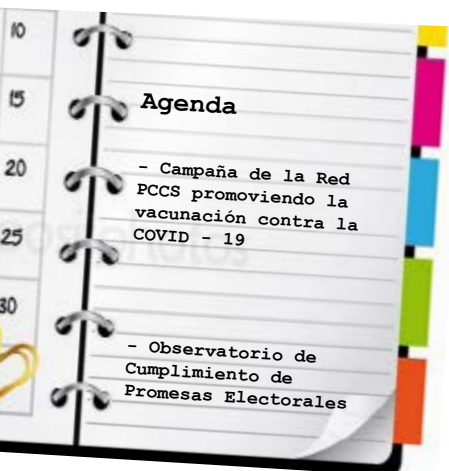 10
15
20
25
30
Agenda
- Campaña de la Red
PCCS promoviendo la
vacunación contra la
COVID - 19
- Observatorio de
Cumplimiento de
Promesas Electorales